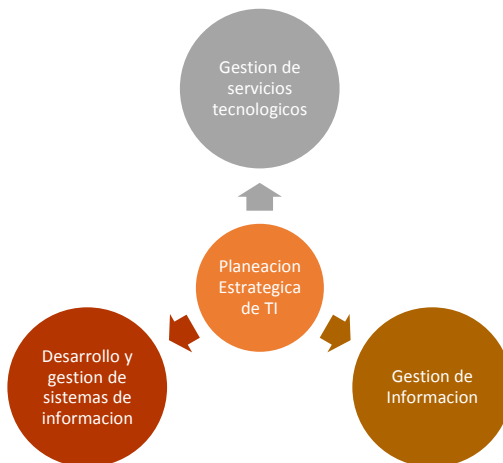 Gestion de
servicios
tecnologicos
Planeacion
Estrategica
de TI
Desarrollo y
gestion de
sistemas de
informacion
Gestion de
Informacion